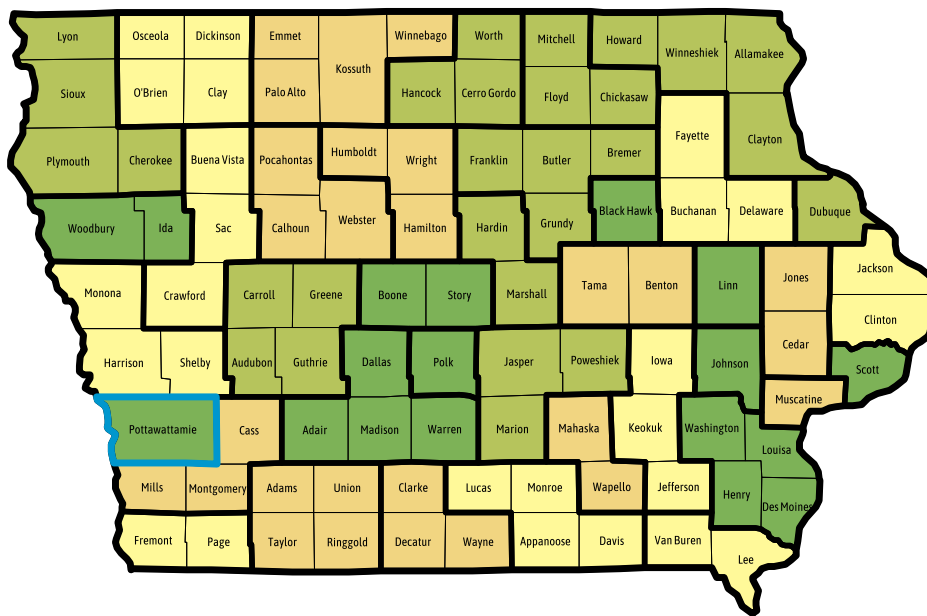 Lyon
Osceola
Dickinson
Emmet
Kossuth
Winnebago
Worth
Mitchell
Howard
Winneshiek
Allamakee
Sioux
O'Brien
Clay
Palo Alto
Hancock
Cerro Gordo
Floyd
Chickasaw
Fayette
Clayton
Plymouth
Cherokee
Buena Vista
Pocahontas
Humboldt
Wright
Franklin
Butler
Bremer
Woodbury
Ida
Sac
Calhoun
Webster
Hamilton
Hardin
Grundy
Black Hawk
Buchanan
Delaware
Dubuque
Monona
Crawford
Carroll
Greene
Boone
Story
Marshall
Tama
Benton
Linn
Jones
Jackson
Clinton
Harrison
Shelby
Audubon
Guthrie
Dallas
Polk
Jasper
Poweshiek
Iowa
Johnson
Cedar
Scott
Muscatine
Pottawattamie
Cass
Adair
Madison
Warren
Marion
Mahaska
Keokuk
Washington
Louisa
Mills
Montgomery
Adams
Union
Clarke
Lucas
Monroe
Wapello
Jefferson
Henry
Des Moines
Fremont
Page
Taylor
Ringgold
Decatur
Wayne
Appanoose
Davis
Van Buren
Lee